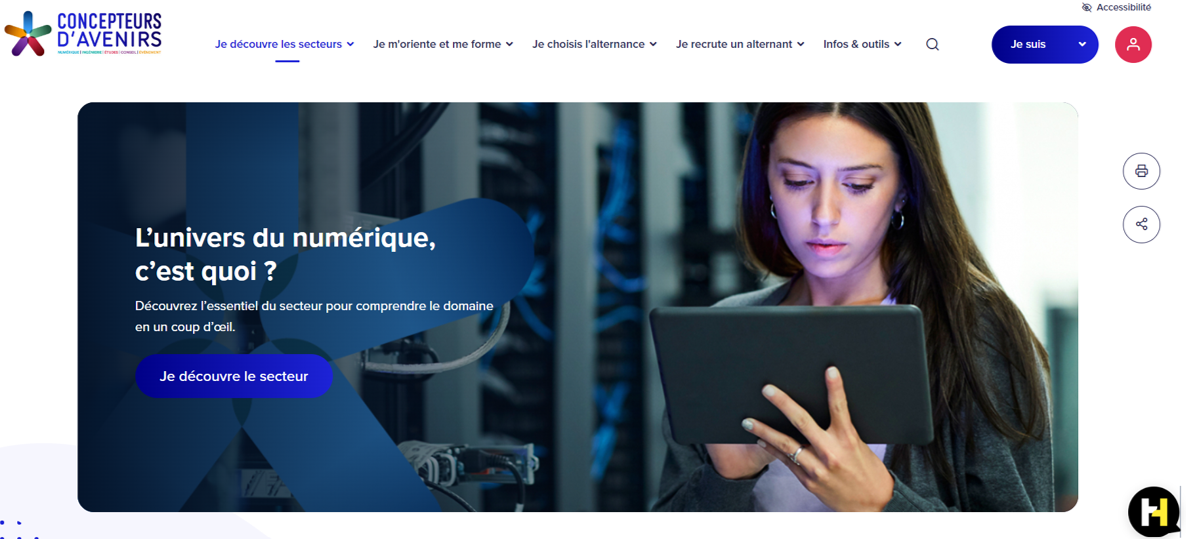 Accessibilité
CONCEPTEURS
D'AVENIRS
Je découvre les secteurs
Je m'oriente et me forme
Je choisis l'alternance
Je recrute un alternant
Infos & outils
Je suis
L'univers du numérique,
c'est quoi ?
Découvrez l'essentiel du secteur pour comprendre le domaine
en un coup d'œil.
Je découvre le secteur
H